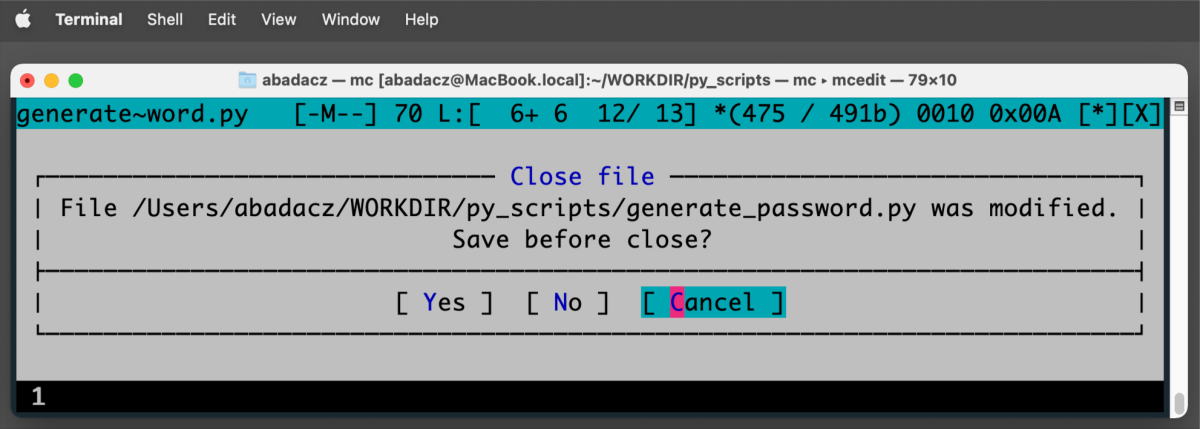 Terminal Shell Edit View Window Help
abadacz — mc [abadacz@MacBook.local]:~/WORKDIR/py_scripts — mc ▸ mcedit — 79×10
generate~word.py [-M--] 70 L:[ 6+ 6 12/ 13] *(475 / 491b) 0010 0x00A [*][X]
Close file
File /Users/abadacz/WORKDIR/py_scripts/generate_password.py was modified.
Save before close?
[ Yes ] [ No ] [ Cancel ]
1